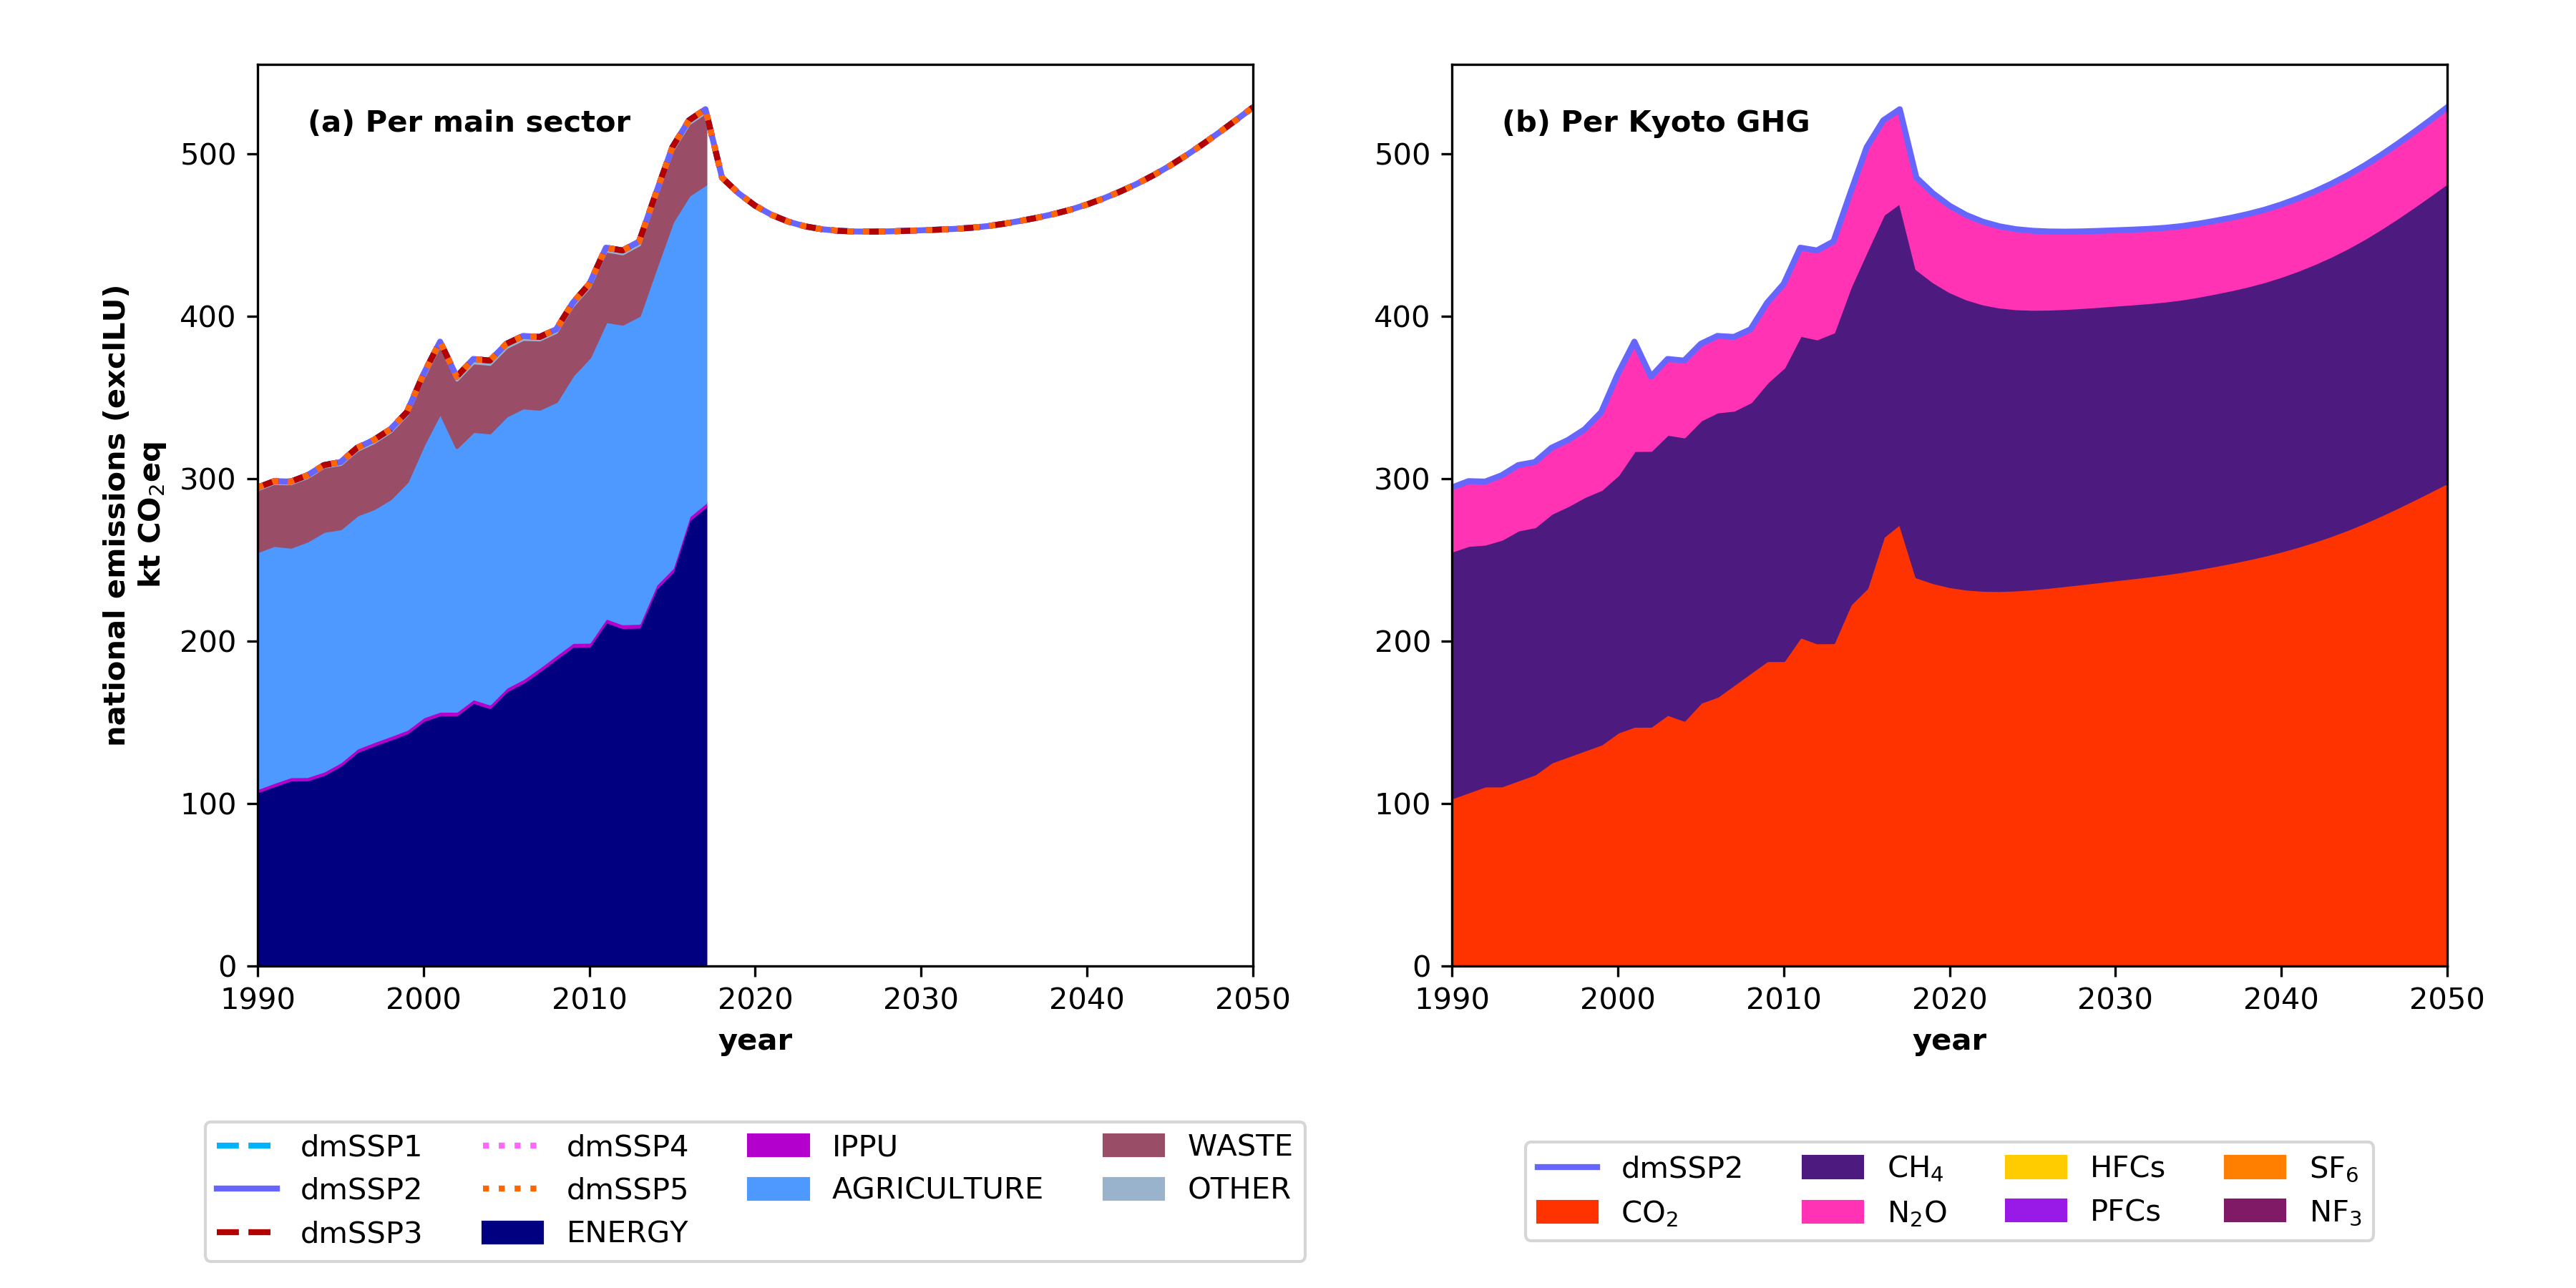 (a) Per main sector
national emissions (exclLU)
kt CO₂eq
500
400
300
200
100
0
1990 2000 2010 2020 2030 2040 2050
year
(b) Per Kyoto GHG
500
400
300
200
100
0
1990 2000 2010 2020 2030 2040 2050
year
dmSSP1 dmSSP4 IPPU WASTE
dmSSP2 dmSSP5 AGRICULTURE OTHER
dmSSP3 ENERGY
dmSSP2 CH₄ HFCs SF₆
CO₂ N₂O PFCs NF₃